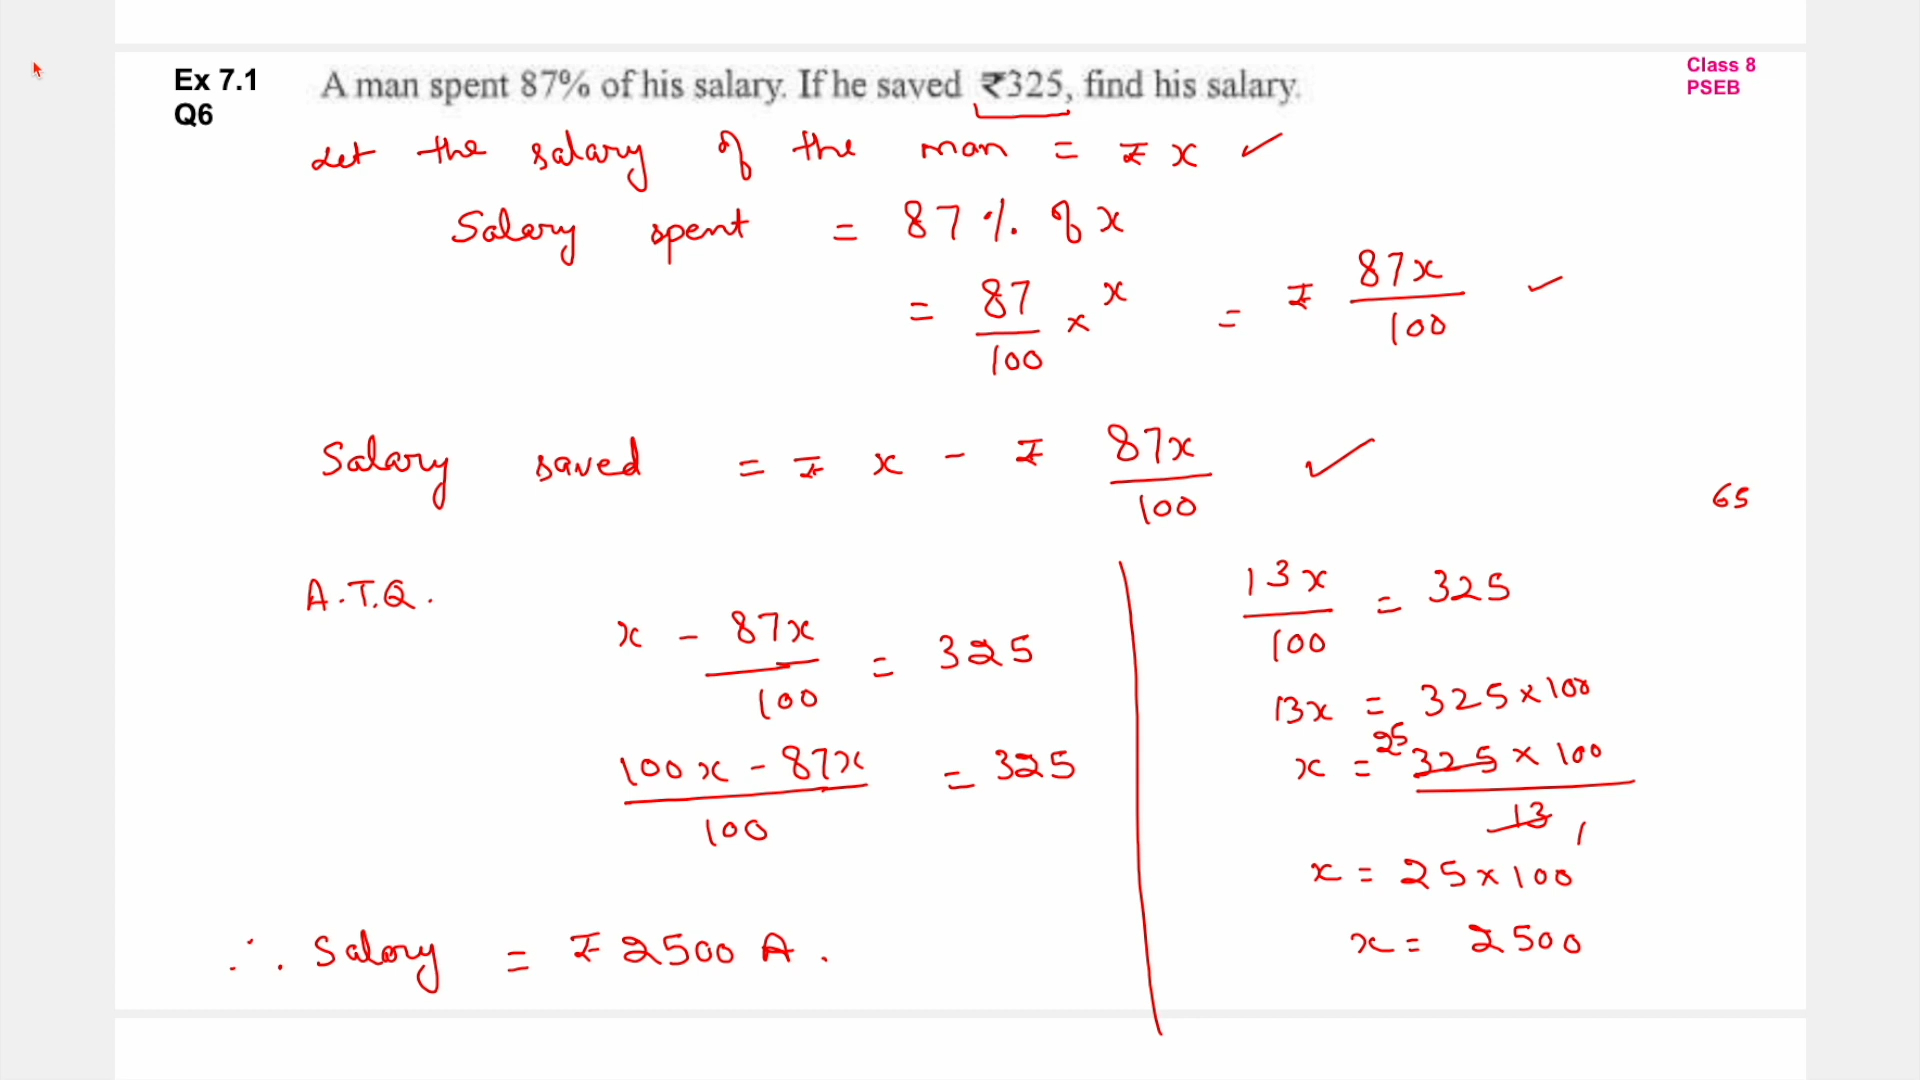 Ex 7.1 A man spent 87% of his salary. If he saved ₹325, find his salary.
Q6
Class 8
PSEB
Let the salary of the man = ₹ x ✓
Salary spent = 87% of x
= 87/100 × x = ₹ 87x/100 ✓
Salary saved = ₹ x - ₹ 87x/100 ✓
65
A.T.Q.
x - 87x/100 = 325
100x - 87x/100 = 325
13x/100 = 325
13x = 325 × 100
x = 25 325 × 100/13 1
x = 25 × 100
x = 2500
∴ Salary = ₹ 2500 A.